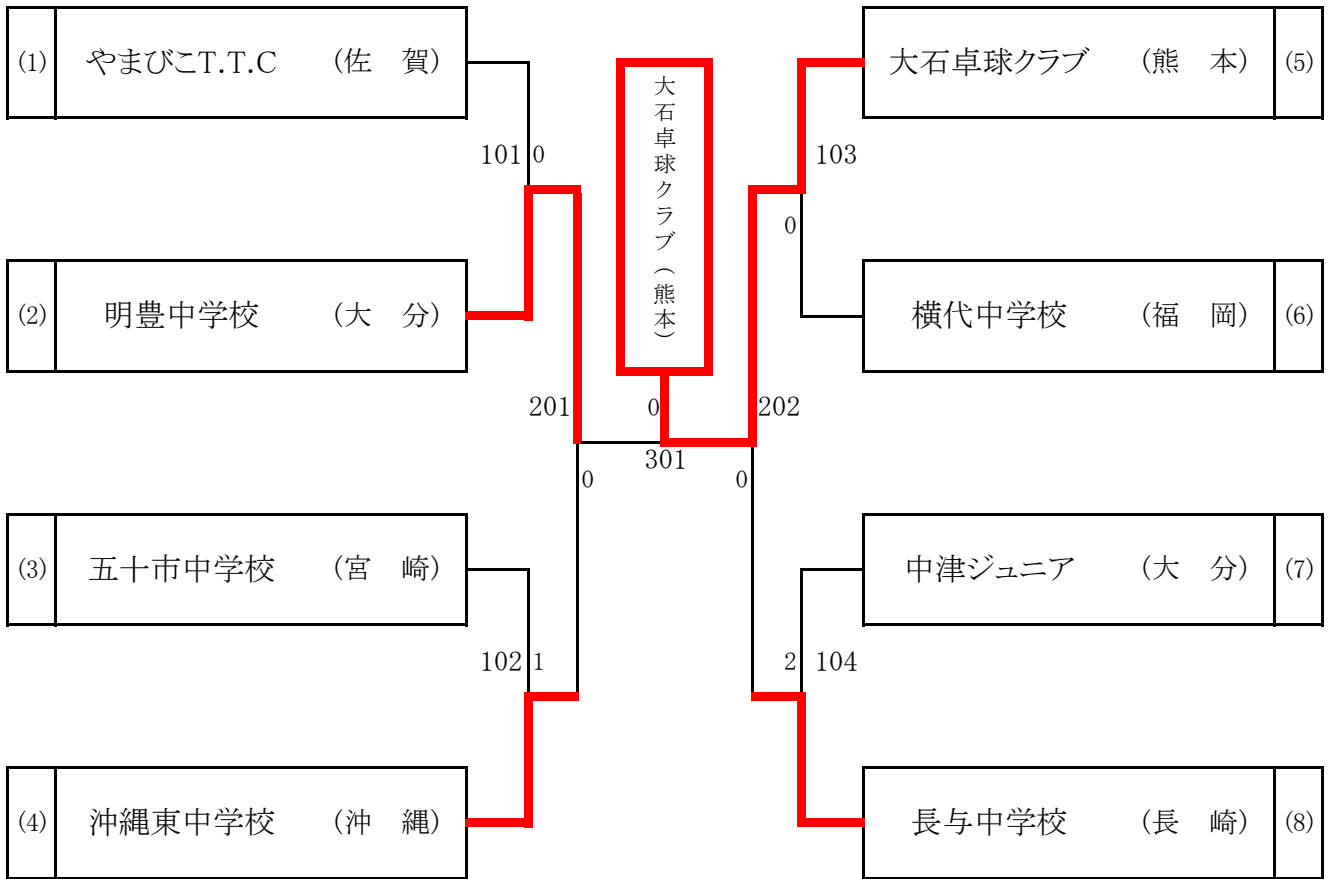 (1) やまびこT.T.C (佐 賀)
大石卓球クラブ(熊本)
大石卓球クラブ (熊 本) (5)
101 0
103
0
(2) 明豊中学校 (大 分)
横代中学校 (福 岡) (6)
201
0
202
301
0
0
(3) 五十市中学校 (宮 崎)
中津ジュニア (大 分) (7)
102 1
2 104
(4) 沖縄東中学校 (沖 縄)
長与中学校 (長 崎) (8)